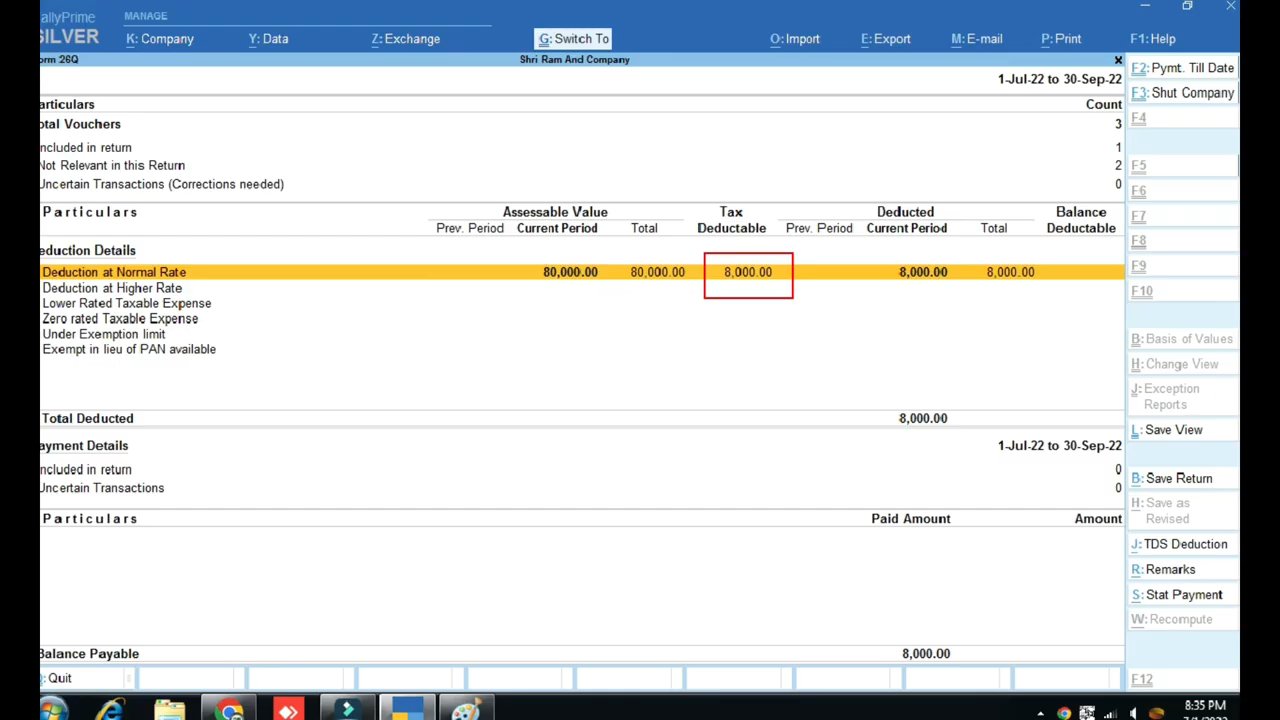 allyPrime
MANAGE
SILVER
K: Company
Y: Data
Z: Exchange
G: Switch To
O: Import
E: Export
M: E-mail
P: Print
F1: Help
orm 26Q
Shri Ram And Company
x
F2: Pymt. Till Date
1-Jul-22 to 30-Sep-22
F3: Shut Company
articulars Count
F4
otal Vouchers 3
ncluded in return 1
Not Relevant in this Return 2
F5
Uncertain Transactions (Corrections needed) 0
F6
Particulars Assessable Value Tax Deducted Balance
F7
Prev. Period Current Period Total Deductable Prev. Period Current Period Total Deductable
F8
eduction Details
F9
Deduction at Normal Rate 80,000.00 80,000.00 8,000.00 8,000.00 8,000.00
Deduction at Higher Rate
F10
Lower Rated Taxable Expense
Zero rated Taxable Expense
Under Exemption limit
B: Basis of Values
Exempt in lieu of PAN available
H: Change View
J: Exception
Reports
Total Deducted 8,000.00
L: Save View
ayment Details 1-Jul-22 to 30-Sep-22
ncluded in return 0
B: Save Return
Uncertain Transactions 0
H: Save as
Revised
Particulars Paid Amount Amount
J: TDS Deduction
R: Remarks
S: Stat Payment
W: Recompute
Balance Payable 8,000.00
: Quit
F12
8:35 PM